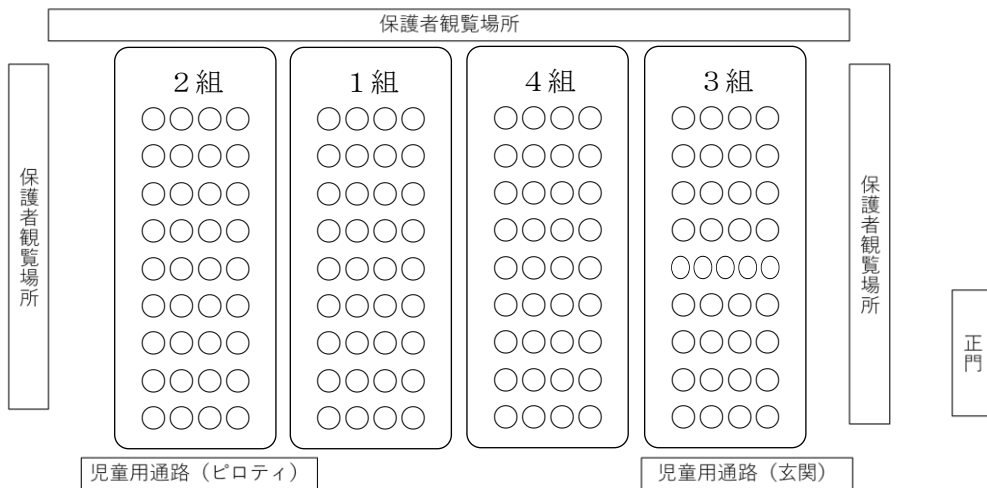 保護者観覧場所
保護者観覧場所
2組
1組
4組
3組
保護者観覧場所
正門
児童用通路（ピロティ）
児童用通路（玄関）